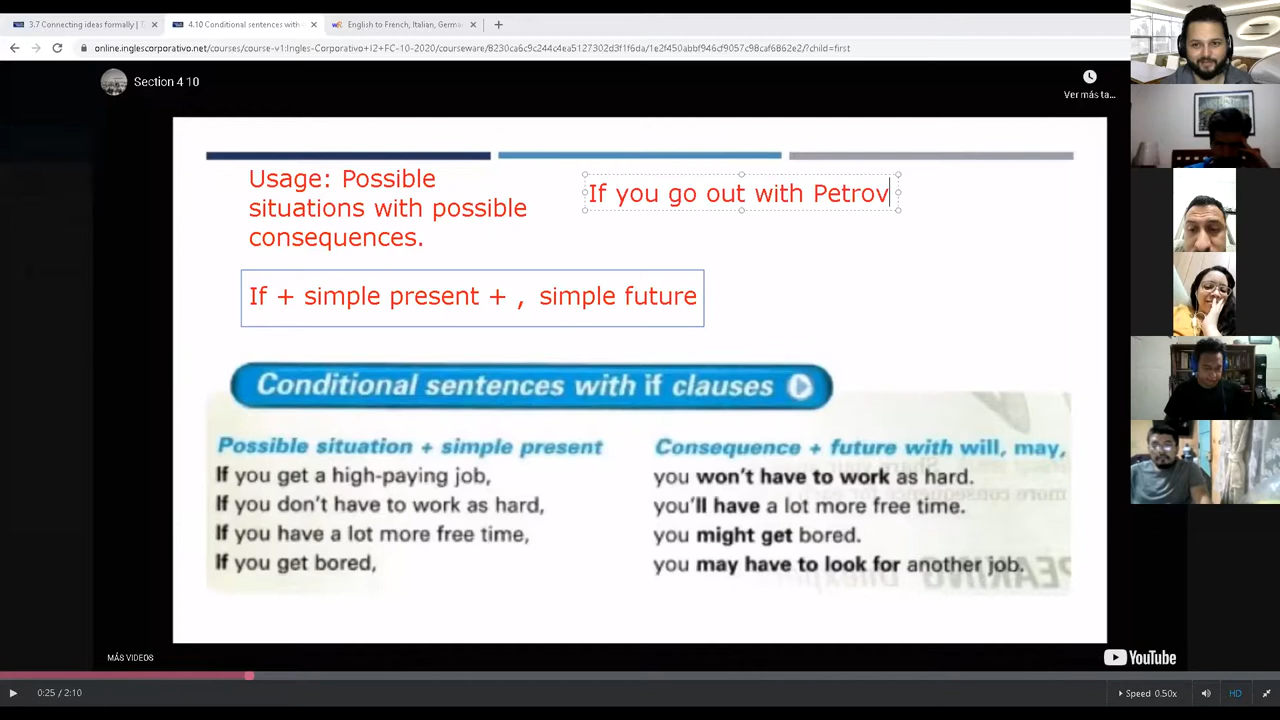 3.7 Connecting ideas formally | T
4.10 Conditional sentences with
English to French, Italian, Germa
online.inglescorporativo.net/courses/course-v1:Ingles-Corporativo+I2+FC-10-2020/courseware/8230ca6c9c244c4ea5127302d3f1f6da/1e2f450abbf946cf9057c98caf6862e2/?child=first
Section 4 10
Ver más ta...
Usage: Possible
situations with possible
consequences.
If you go out with Petrov
If + simple present + , simple future
Conditional sentences with if clauses
Possible situation + simple present
If you get a high-paying job,
If you don't have to work as hard,
If you have a lot more free time,
If you get bored,
Consequence + future with will, may,
you won't have to work as hard.
you'll have a lot more free time.
you might get bored.
you may have to look for another job.
MÁS VIDEOS
YouTube
0:25 / 2:10
Speed 0.50x
HD